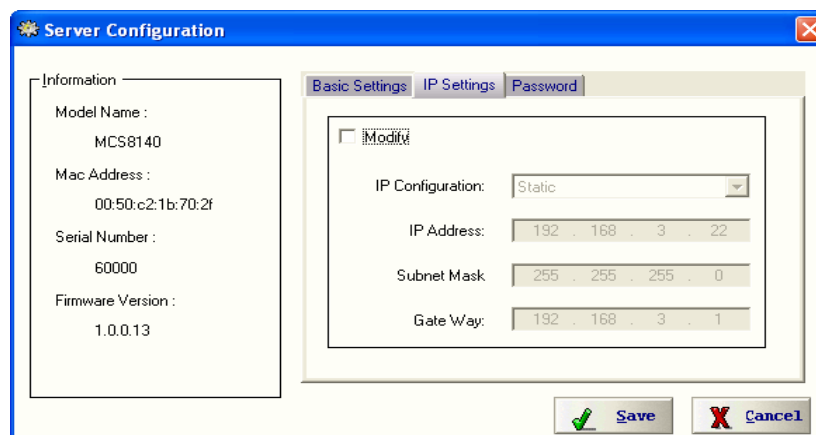 Server Configuration
Information
Model Name :
MCS8140
Mac Address :
00:50:c2:1b:70:2f
Serial Number :
60000
Firmware Version :
1.0.0.13
Basic Settings IP Settings Password
Modify
IP Configuration: Static
IP Address: 192 . 168 . 3 . 22
Subnet Mask 255 . 255 . 255 . 0
Gate Way: 192 . 168 . 3 . 1
Save Cancel